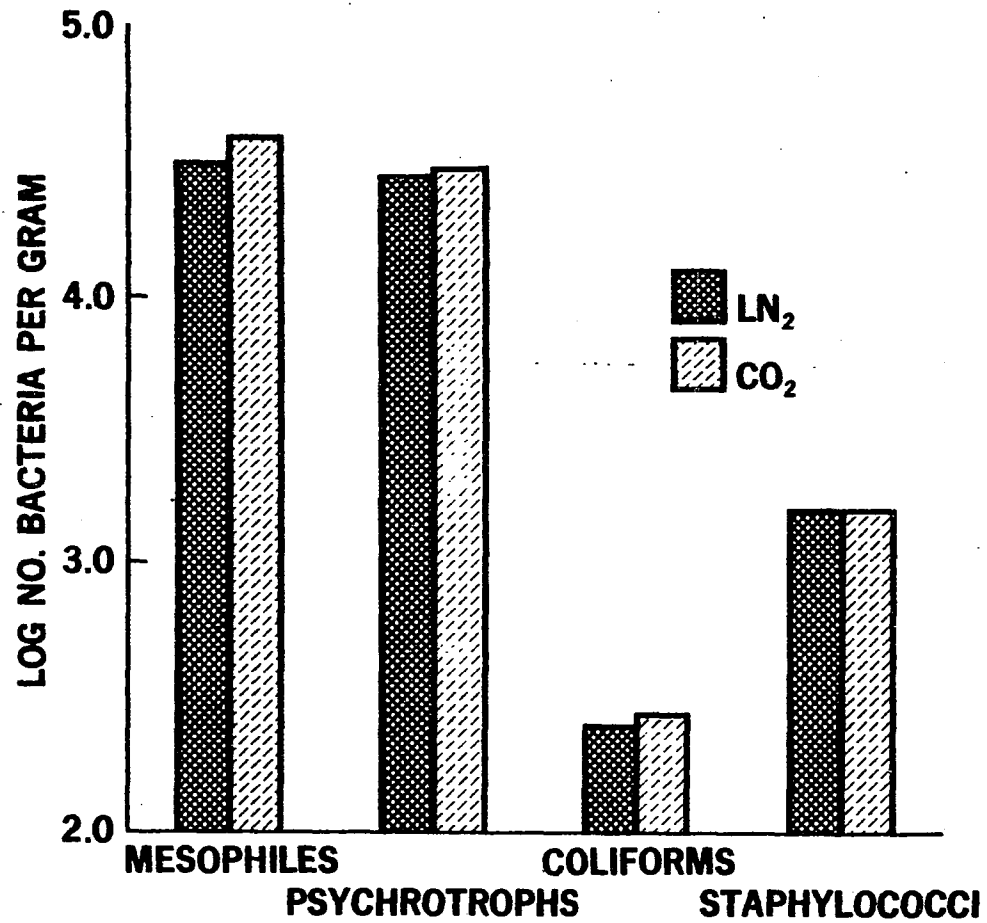 5.0
4.0
3.0
2.0
LOG NO. BACTERIA PER GRAM
LN₂
CO₂
MESOPHILES
PSYCHROTROPHS
COLIFORMS
STAPHYLOCOCCI